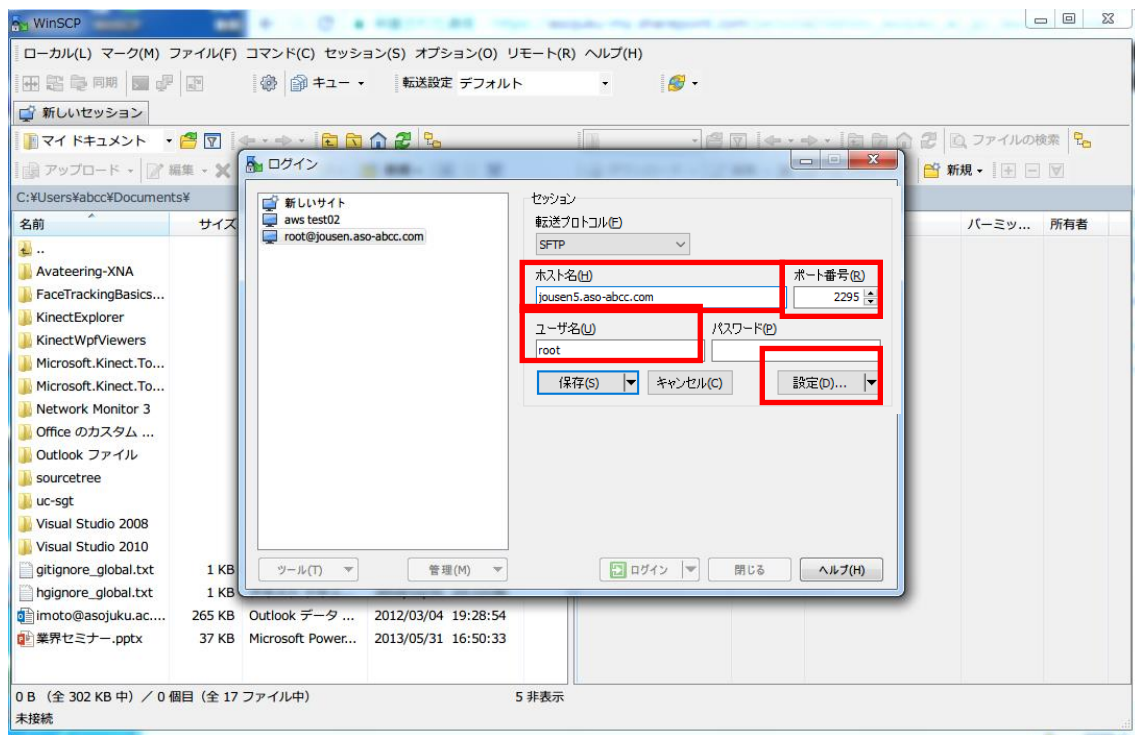 WinSCP
ローカル(L) マーク(M) ファイル(F) コマンド(C) セッション(S) オプション(O) リモート(R) ヘルプ(H)
同期 キュー 転送設定 デフォルト
新しいセッション
マイ ドキュメント ファイルの検索
アップロード 編集 新規
C:¥Users¥abcc¥Documents¥
名前 サイズ パーミッ... 所有者
..
Avateering-XNA
FaceTrackingBasics...
KinectExplorer
KinectWpfViewers
Microsoft.Kinect.To...
Microsoft.Kinect.To...
Network Monitor 3
Office のカスタム ...
Outlook ファイル
sourcetree
uc-sgt
Visual Studio 2008
Visual Studio 2010
gitignore_global.txt 1 KB
hgignore_global.txt 1 KB
imoto@asojuku.ac.... 265 KB Outlook データ ... 2012/03/04 19:28:54
業界セミナー.pptx 37 KB Microsoft Power... 2013/05/31 16:50:33
ログイン
新しいサイト
aws test02
root@jousen.aso-abcc.com
セッション
転送プロトコル(F)
SFTP
ホスト名(H) ポート番号(R)
jousen5.aso-abcc.com 2295
ユーザ名(U) パスワード(P)
root
保存(S) キャンセル(C) 設定(D)...
ツール(T) 管理(M) ログイン 閉じる ヘルプ(H)
0 B （全 302 KB 中）／ 0 個目（全 17 ファイル中） 5 非表示
未接続